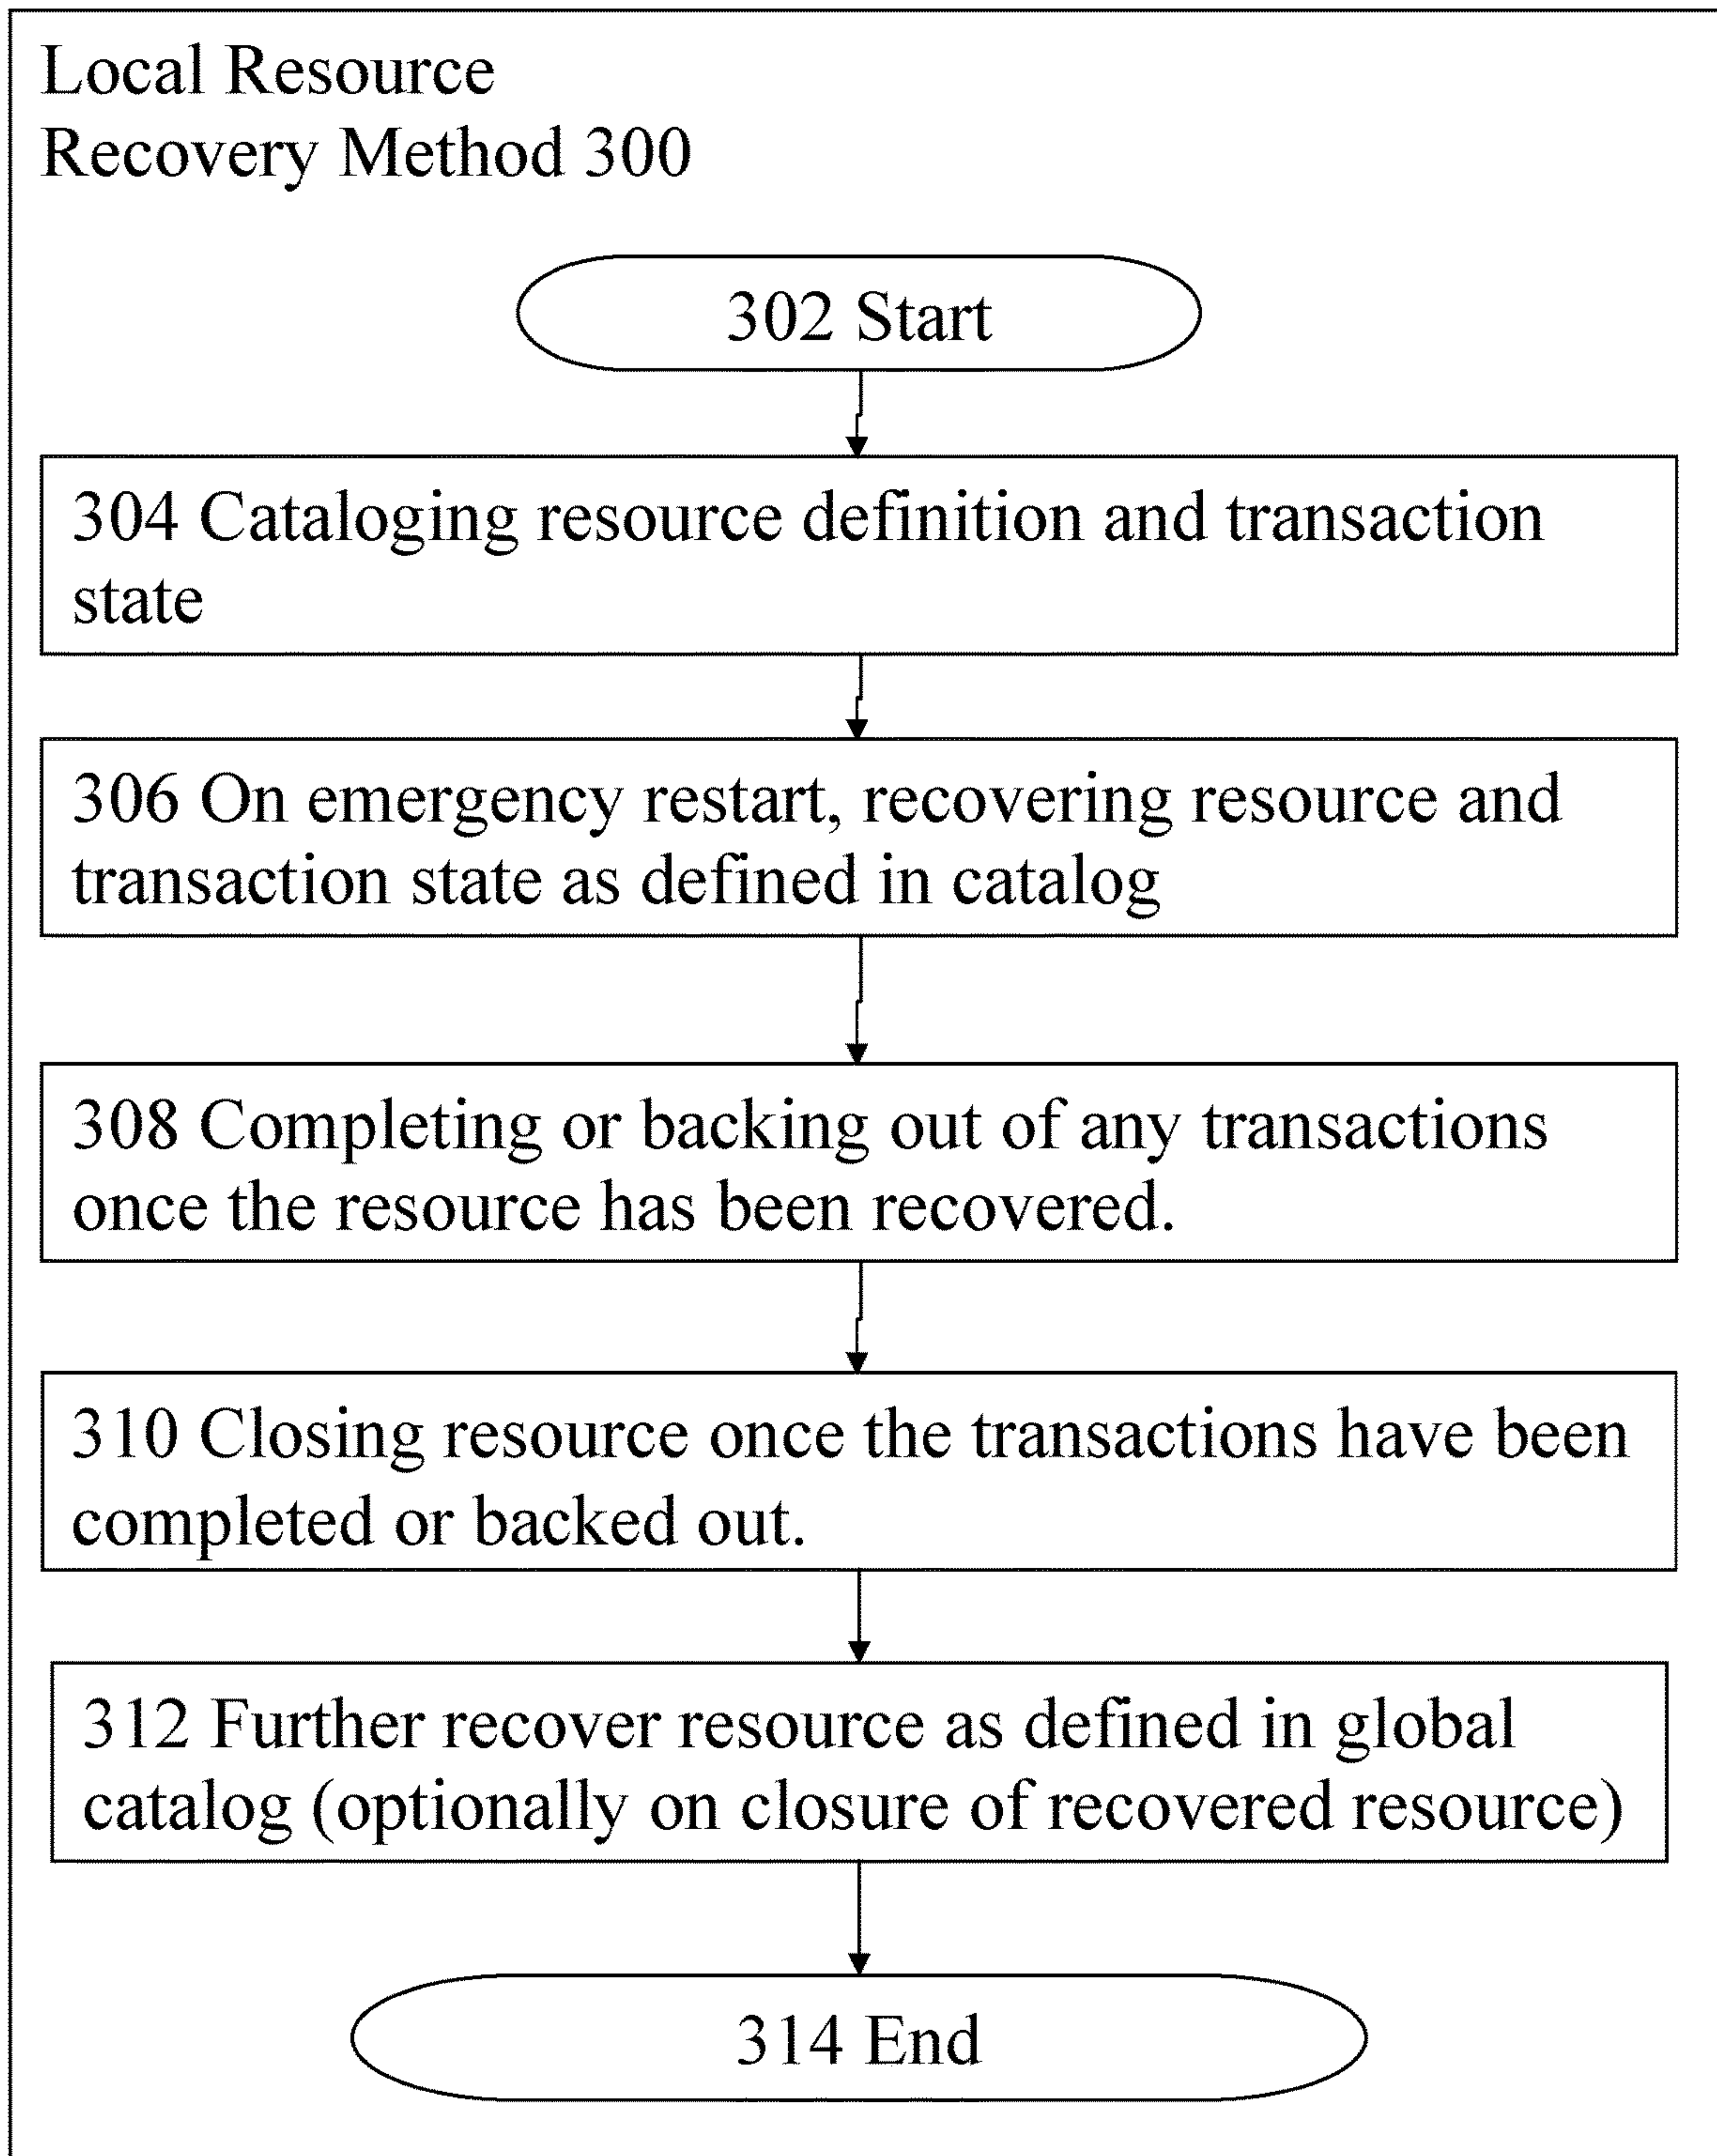 Local Resource
Recovery Method 300
302 Start
304 Cataloging resource definition and transaction
state
306 On emergency restart, recovering resource and
transaction state as defined in catalog
308 Completing or backing out of any transactions
once the resource has been recovered.
310 Closing resource once the transactions have been
completed or backed out.
312 Further recover resource as defined in global
catalog (optionally on closure of recovered resource)
314 End